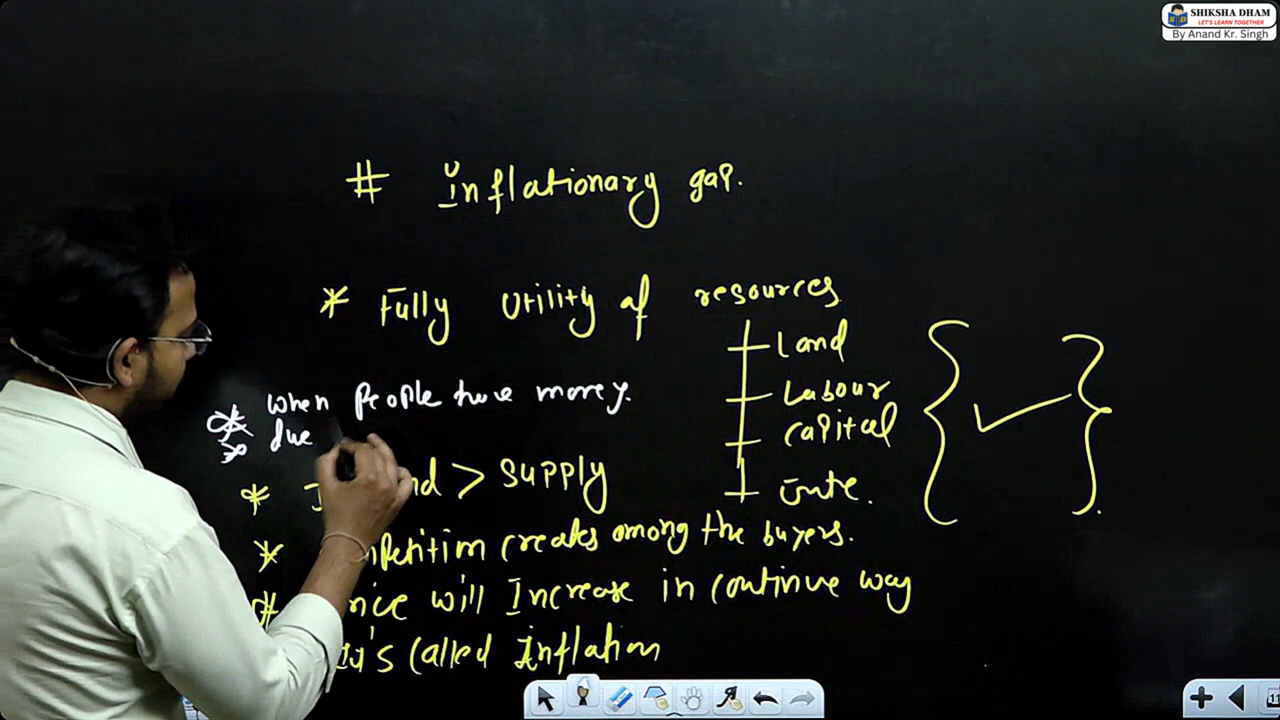 SHIKSHA DHAM
LET'S LEARN TOGETHER
By Anand Kr. Singh
# Inflationary gap.
* Fully Utility of resources
Land
Labour
Capital
* When People have money.
* due
* > Supply
* creates among the buyers.
* will Increase in continue way
called Inflation